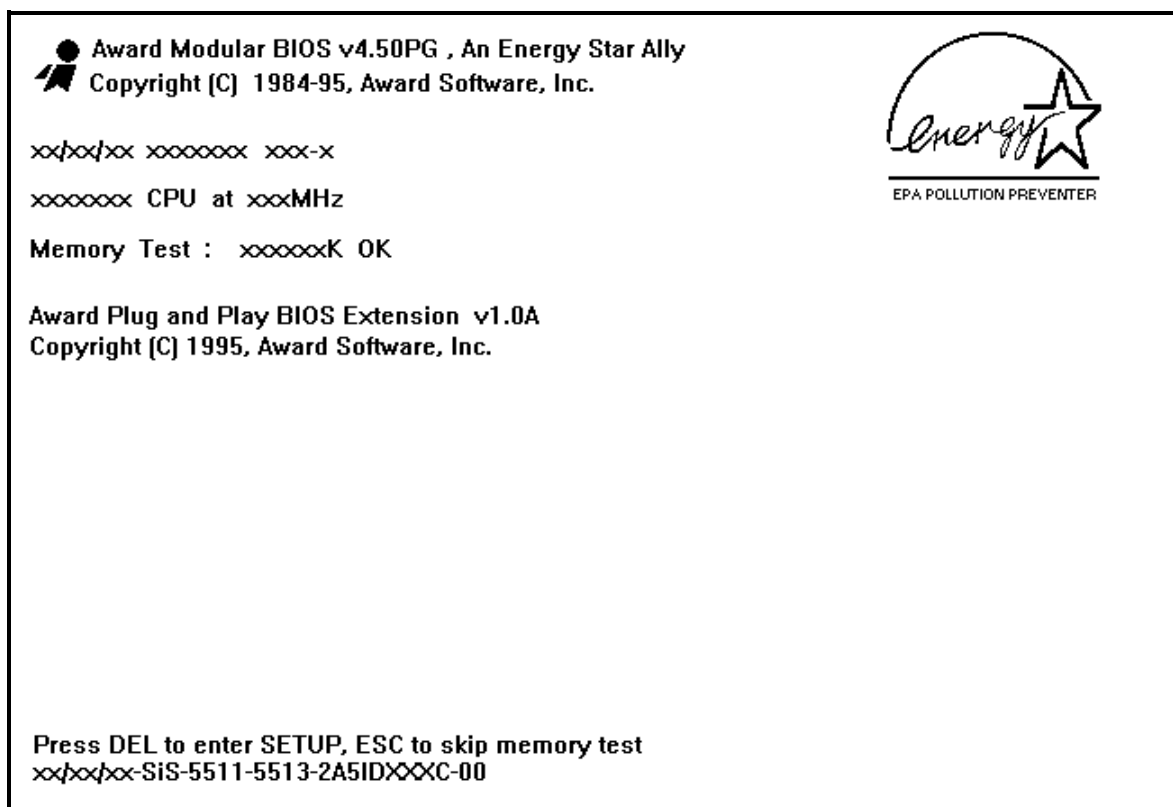 Award Modular BIOS v4.50PG , An Energy Star Ally
Copyright (C) 1984-95, Award Software, Inc.
energy
EPA POLLUTION PREVENTER
xx/xx/xx xxxxxxx xxx-x
xxxxxxx CPU at xxxMHz
Memory Test : xxxxxxK OK
Award Plug and Play BIOS Extension v1.0A
Copyright (C) 1995, Award Software, Inc.
Press DEL to enter SETUP, ESC to skip memory test
xx/xx/xx-SiS-5511-5513-2A5IDXXXC-00